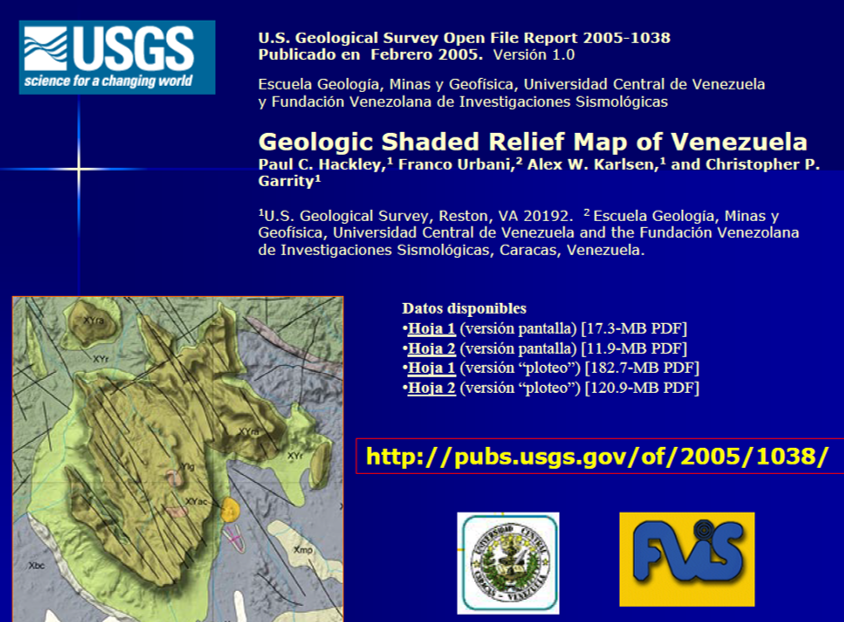 USGS
science for a changing world
U.S. Geological Survey Open File Report 2005-1038
Publicado en  Febrero 2005.  Versión 1.0
Escuela Geología, Minas y Geofísica, Universidad Central de Venezuela
y Fundación Venezolana de Investigaciones Sismológicas
Geologic Shaded Relief Map of Venezuela
Paul C. Hackley,¹ Franco Urbani,² Alex W. Karlsen,¹ and Christopher P.
Garrity¹
¹U.S. Geological Survey, Reston, VA 20192.  ² Escuela Geología, Minas y
Geofísica, Universidad Central de Venezuela and the Fundación Venezolana
de Investigaciones Sismológicas, Caracas, Venezuela.
Datos disponibles
•Hoja 1 (versión pantalla) [17.3-MB PDF]
•Hoja 2 (versión pantalla) [11.9-MB PDF]
•Hoja 1 (versión “ploteo”) [182.7-MB PDF]
•Hoja 2 (versión “ploteo”) [120.9-MB PDF]
http://pubs.usgs.gov/of/2005/1038/
XYra
XYr
XYra
XYr
XYac
Xmp
Xbc
UNIVERSIDAD CENTRAL
CARACAS - VENEZUELA
FVIS